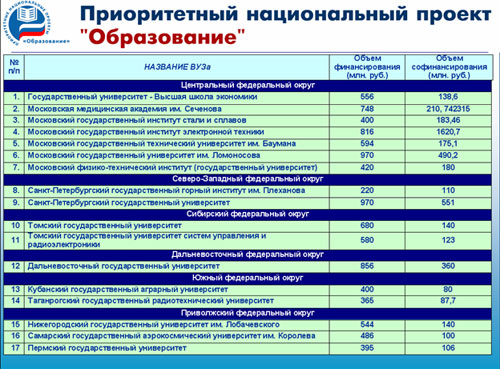 ПРИОРИТЕТНЫЕ НАЦИОНАЛЬНЫЕ ПРОЕКТЫ
«Образование»
Приоритетный национальный проект
"Образование"
№ п/п НАЗВАНИЕ ВУЗа Объем финансирования (млн. руб.) Объем софинансирования (млн. руб.)
Центральный федеральный округ
1. Государственный университет - Высшая школа экономики 556 138,6
2. Московская медицинская академия им. Сеченова 748 210, 742315
3. Московский государственный институт стали и сплавов 400 183,46
4. Московский государственный институт электронной техники 816 1620,7
5. Московский государственный технический университет им. Баумана 594 175,1
6. Московский государственный университет им. Ломоносова 970 490,2
7. Московский физико-технический институт (государственный университет) 420 180
Северо-Западный федеральный округ
8. Санкт-Петербургский государственный горный институт им. Плеханова 220 110
9. Санкт-Петербургский государственный университет 970 551
Сибирский федеральный округ
10 Томский государственный университет 680 140
11 Томский государственный университет систем управления и
радиоэлектроники 580 123
Дальневосточный федеральный округ
12 Дальневосточный государственный университет 856 360
Южный федеральный округ
13 Кубанский государственный аграрный университет 400 80
14 Таганрогский государственный радиотехнический университет 365 87,7
Приволжский федеральный округ
15 Нижегородский государственный университет им. Лобачевского 544 140
16 Самарский государственный аэрокосмический университет им. Королева 486 100
17 Пермский государственный университет 395 106